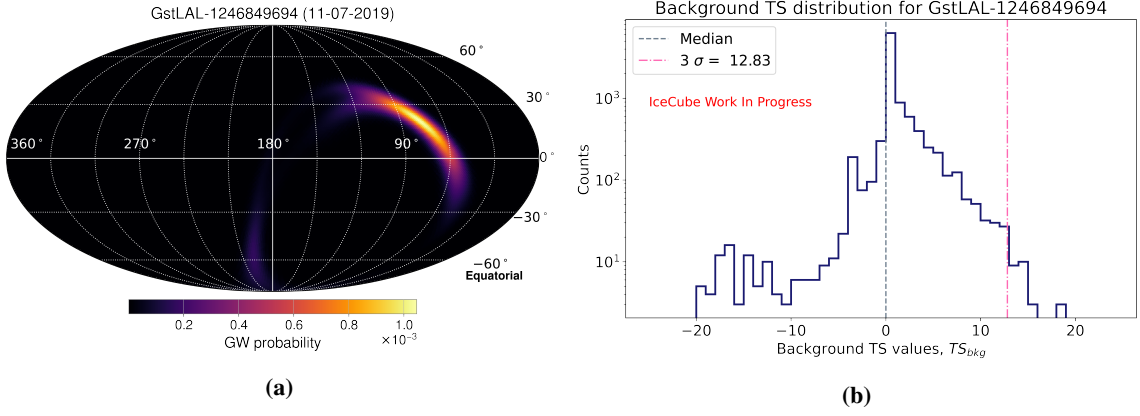 GstLAL-1246849694 (11-07-2019)
60°
30°
360° 270° 180° 90° 0°
−30°
−60°
Equatorial
0.2 0.4 0.6 0.8 1.0
GW probability ×10⁻³
(a)
Background TS distribution for GstLAL-1246849694
Median
3 σ = 12.83
IceCube Work In Progress
10³
10²
10¹
Counts
−20 −10 0 10 20
Background TS values, TS_bkg
(b)